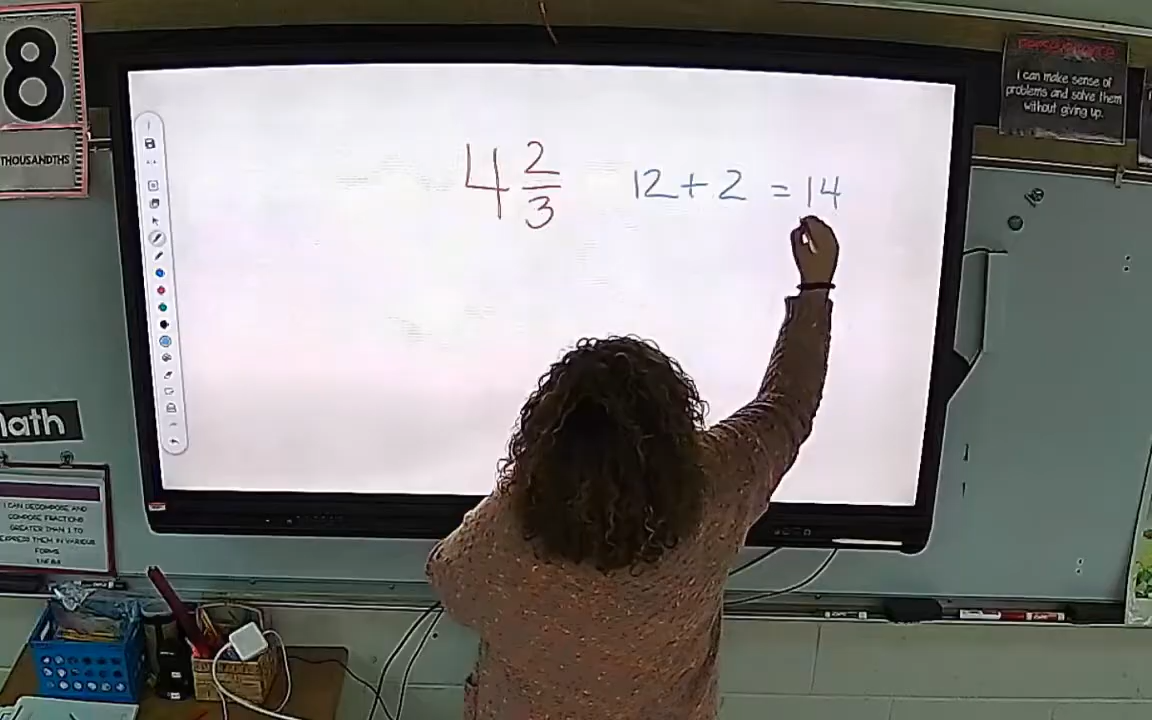 8
THOUSANDTHS
perseverance
I can make sense of
problems and solve them
without giving up.
4 2/3 12 + 2 = 14
Math
I CAN DECOMPOSE AND
COMPOSE FRACTIONS
GREATER THAN 1 TO
EXPRESS THEM IN VARIOUS
FORMS